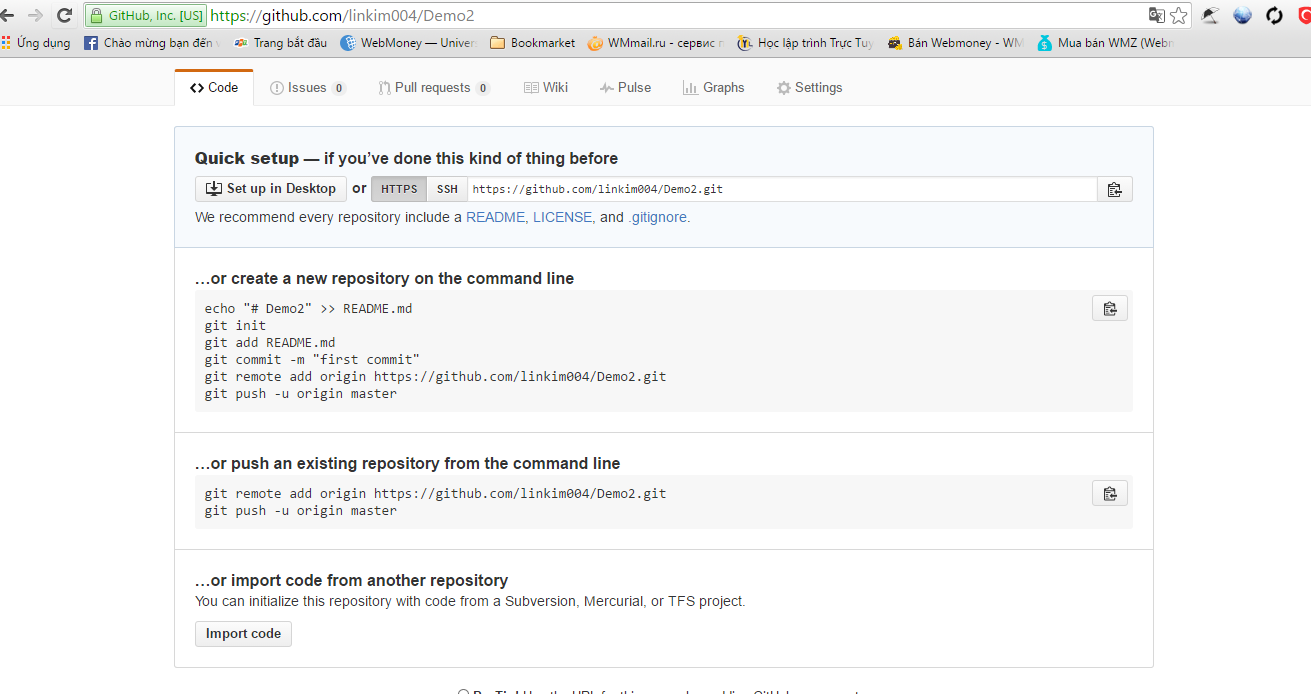 GitHub, Inc. [US] https://github.com/linkim004/Demo2
Ứng dụng Chào mừng bạn đến Trang bắt đầu WebMoney — Univer Bookmarket WMmail.ru - сервис Học lập trình Trực Tu Bán Webmoney - WM Mua bán WMZ (Webm
Code Issues 0 Pull requests 0 Wiki Pulse Graphs Settings
Quick setup — if you’ve done this kind of thing before
Set up in Desktop or HTTPS SSH https://github.com/linkim004/Demo2.git
We recommend every repository include a README, LICENSE, and .gitignore.
…or create a new repository on the command line
echo "# Demo2" >> README.md
git init
git add README.md
git commit -m "first commit"
git remote add origin https://github.com/linkim004/Demo2.git
git push -u origin master
…or push an existing repository from the command line
git remote add origin https://github.com/linkim004/Demo2.git
git push -u origin master
…or import code from another repository
You can initialize this repository with code from a Subversion, Mercurial, or TFS project.
Import code